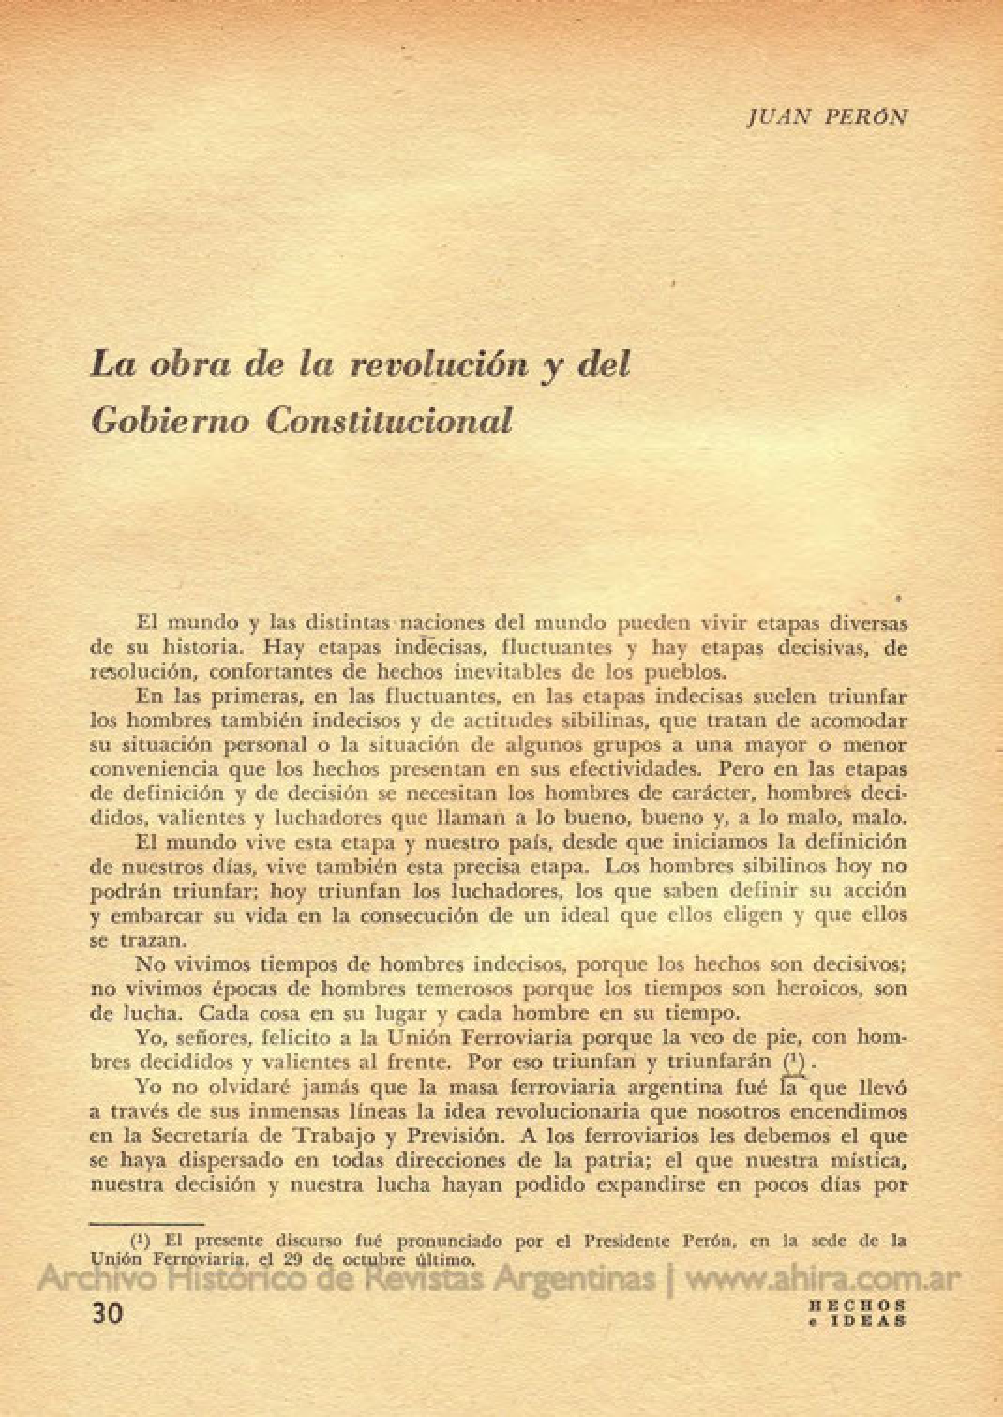 JUAN PERÓN
La obra de la revolución y del
Gobierno Constitucional
El mundo y las distintas naciones del mundo pueden vivir etapas diversas
de su historia. Hay etapas indecisas, fluctuantes y hay etapas decisivas, de
resolución, confortantes de hechos inevitables de los pueblos.
En las primeras, en las fluctuantes, en las etapas indecisas suelen triunfar
los hombres también indecisos y de actitudes sibilinas, que tratan de acomodar
su situación personal o la situación de algunos grupos a una mayor o menor
conveniencia que los hechos presentan en sus efectividades. Pero en las etapas
de definición y de decisión se necesitan los hombres de carácter, hombres deci-
didos, valientes y luchadores que llaman a lo bueno, bueno y, a lo malo, malo.
El mundo vive esta etapa y nuestro país, desde que iniciamos la definición
de nuestros días, vive también esta precisa etapa. Los hombres sibilinos hoy no
podrán triunfar; hoy triunfan los luchadores, los que saben definir su acción
y embarcar su vida en la consecución de un ideal que ellos eligen y que ellos
se trazan.
No vivimos tiempos de hombres indecisos, porque los hechos son decisivos;
no vivimos épocas de hombres temerosos porque los tiempos son heroicos, son
de lucha. Cada cosa en su lugar y cada hombre en su tiempo.
Yo, señores, felicito a la Unión Ferroviaria porque la veo de pie, con hom-
bres decididos y valientes al frente. Por eso triunfan y triunfarán (¹).
Yo no olvidaré jamás que la masa ferroviaria argentina fué la que llevó
a través de sus inmensas líneas la idea revolucionaria que nosotros encendimos
en la Secretaría de Trabajo y Previsión. A los ferroviarios les debemos el que
se haya dispersado en todas direcciones de la patria; el que nuestra mística,
nuestra decisión y nuestra lucha hayan podido expandirse en pocos días por
(¹) El presente discurso fué pronunciado por el Presidente Perón, en la sede de la
Unión Ferroviaria, el 29 de octubre último.
Archivo Histórico de Revistas Argentinas | www.ahira.com.ar
30
HECHOS
e IDEAS